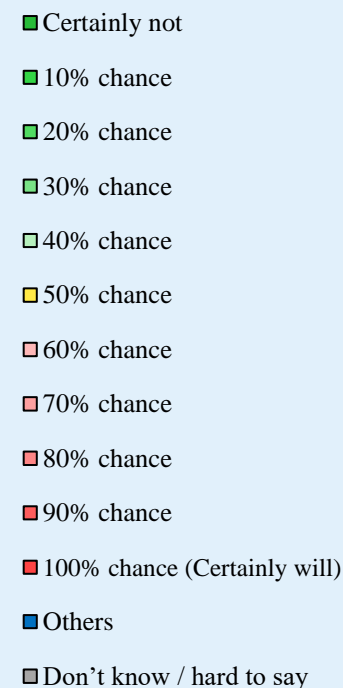 Certainly not
10% chance
20% chance
30% chance
40% chance
50% chance
60% chance
70% chance
80% chance
90% chance
100% chance (Certainly will)
Others
Don’t know / hard to say